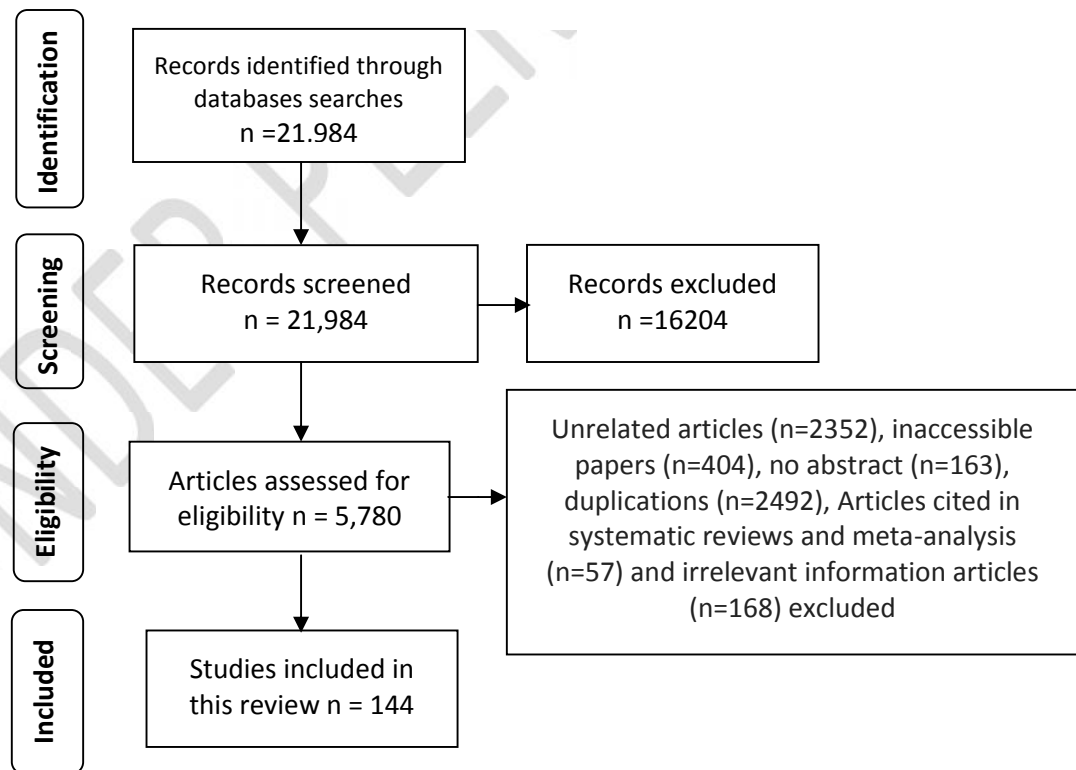 Identification
Records identified through
databases searches
n =21.984
Screening
Records screened
n = 21,984
Records excluded
n =16204
Eligibility
Articles assessed for
eligibility n = 5,780
Unrelated articles (n=2352), inaccessible
papers (n=404), no abstract (n=163),
duplications (n=2492), Articles cited in
systematic reviews and meta-analysis
(n=57) and irrelevant information articles
(n=168) excluded
Included
Studies included in
this review n = 144